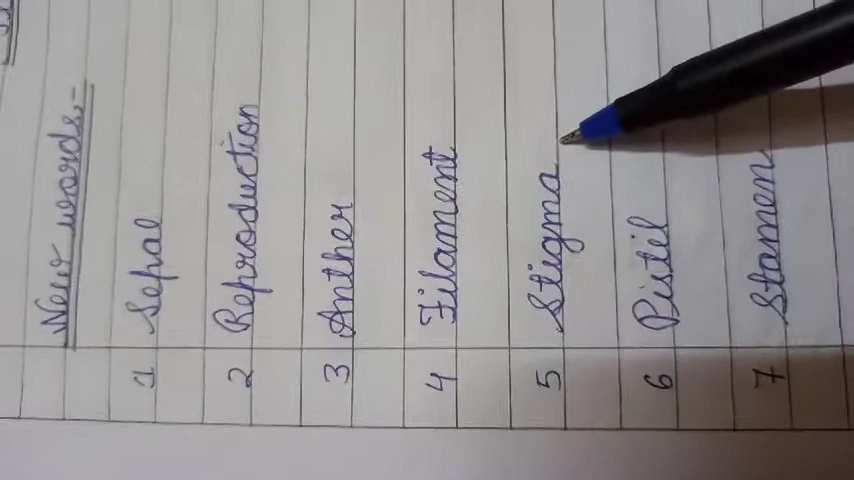 New words:-
1 Sepal
2 Reproduction
3 Anther
4 Filament
5 Stigma
6 Pistil
7 Stamen